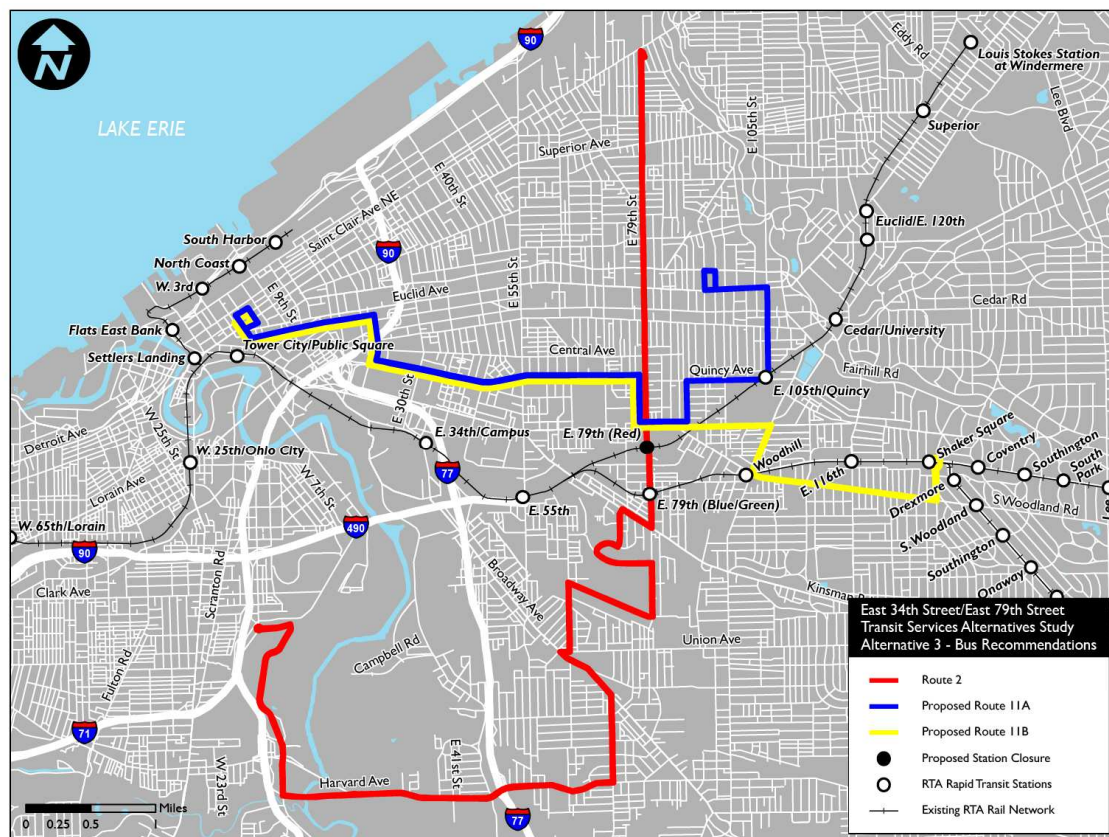 N
LAKE ERIE
90
Eddy Rd
Louis Stokes Station
at Windermere
Lee Blvd
Superior
E 105th St
Superior Ave
E 40th St
Saint Clair Ave NE
E 79th St
Euclid/E. 120th
South Harbor
90
North Coast
E 55th St
W. 3rd
E 9th St
Euclid Ave
Cedar Rd
Flats East Bank
Cedar/University
Tower City/Public Square
Settlers Landing
Central Ave
Quincy Ave
Fairhill Rd
E. 105th/Quincy
E 30th St
W. 25th St
Detroit Ave
E. 34th/Campus
E. 79th (Red)
Shaker Square
Coventry
Southington
South
Park
Woodhill
W. 25th/Ohio City
77
Lorain Ave
W 7th St
E. 116th
Drexmore
E. 79th (Blue/Green)
E. 55th
S Woodland Rd
S. Woodland
W. 65th/Lorain
490
90
Southington
Broadway Ave
Scranton Rd
Clark Ave
Onaway
Kinsman
Union Ave
Campbell Rd
Fulton Rd
71
E 41st St
W 23rd St
Harvard Ave
77
East 34th Street/East 79th Street
Transit Services Alternatives Study
Alternative 3 - Bus Recommendations
Route 2
Proposed Route 11A
Proposed Route 11B
Proposed Station Closure
RTA Rapid Transit Stations
Existing RTA Rail Network
Miles
0 0.25 0.5 1